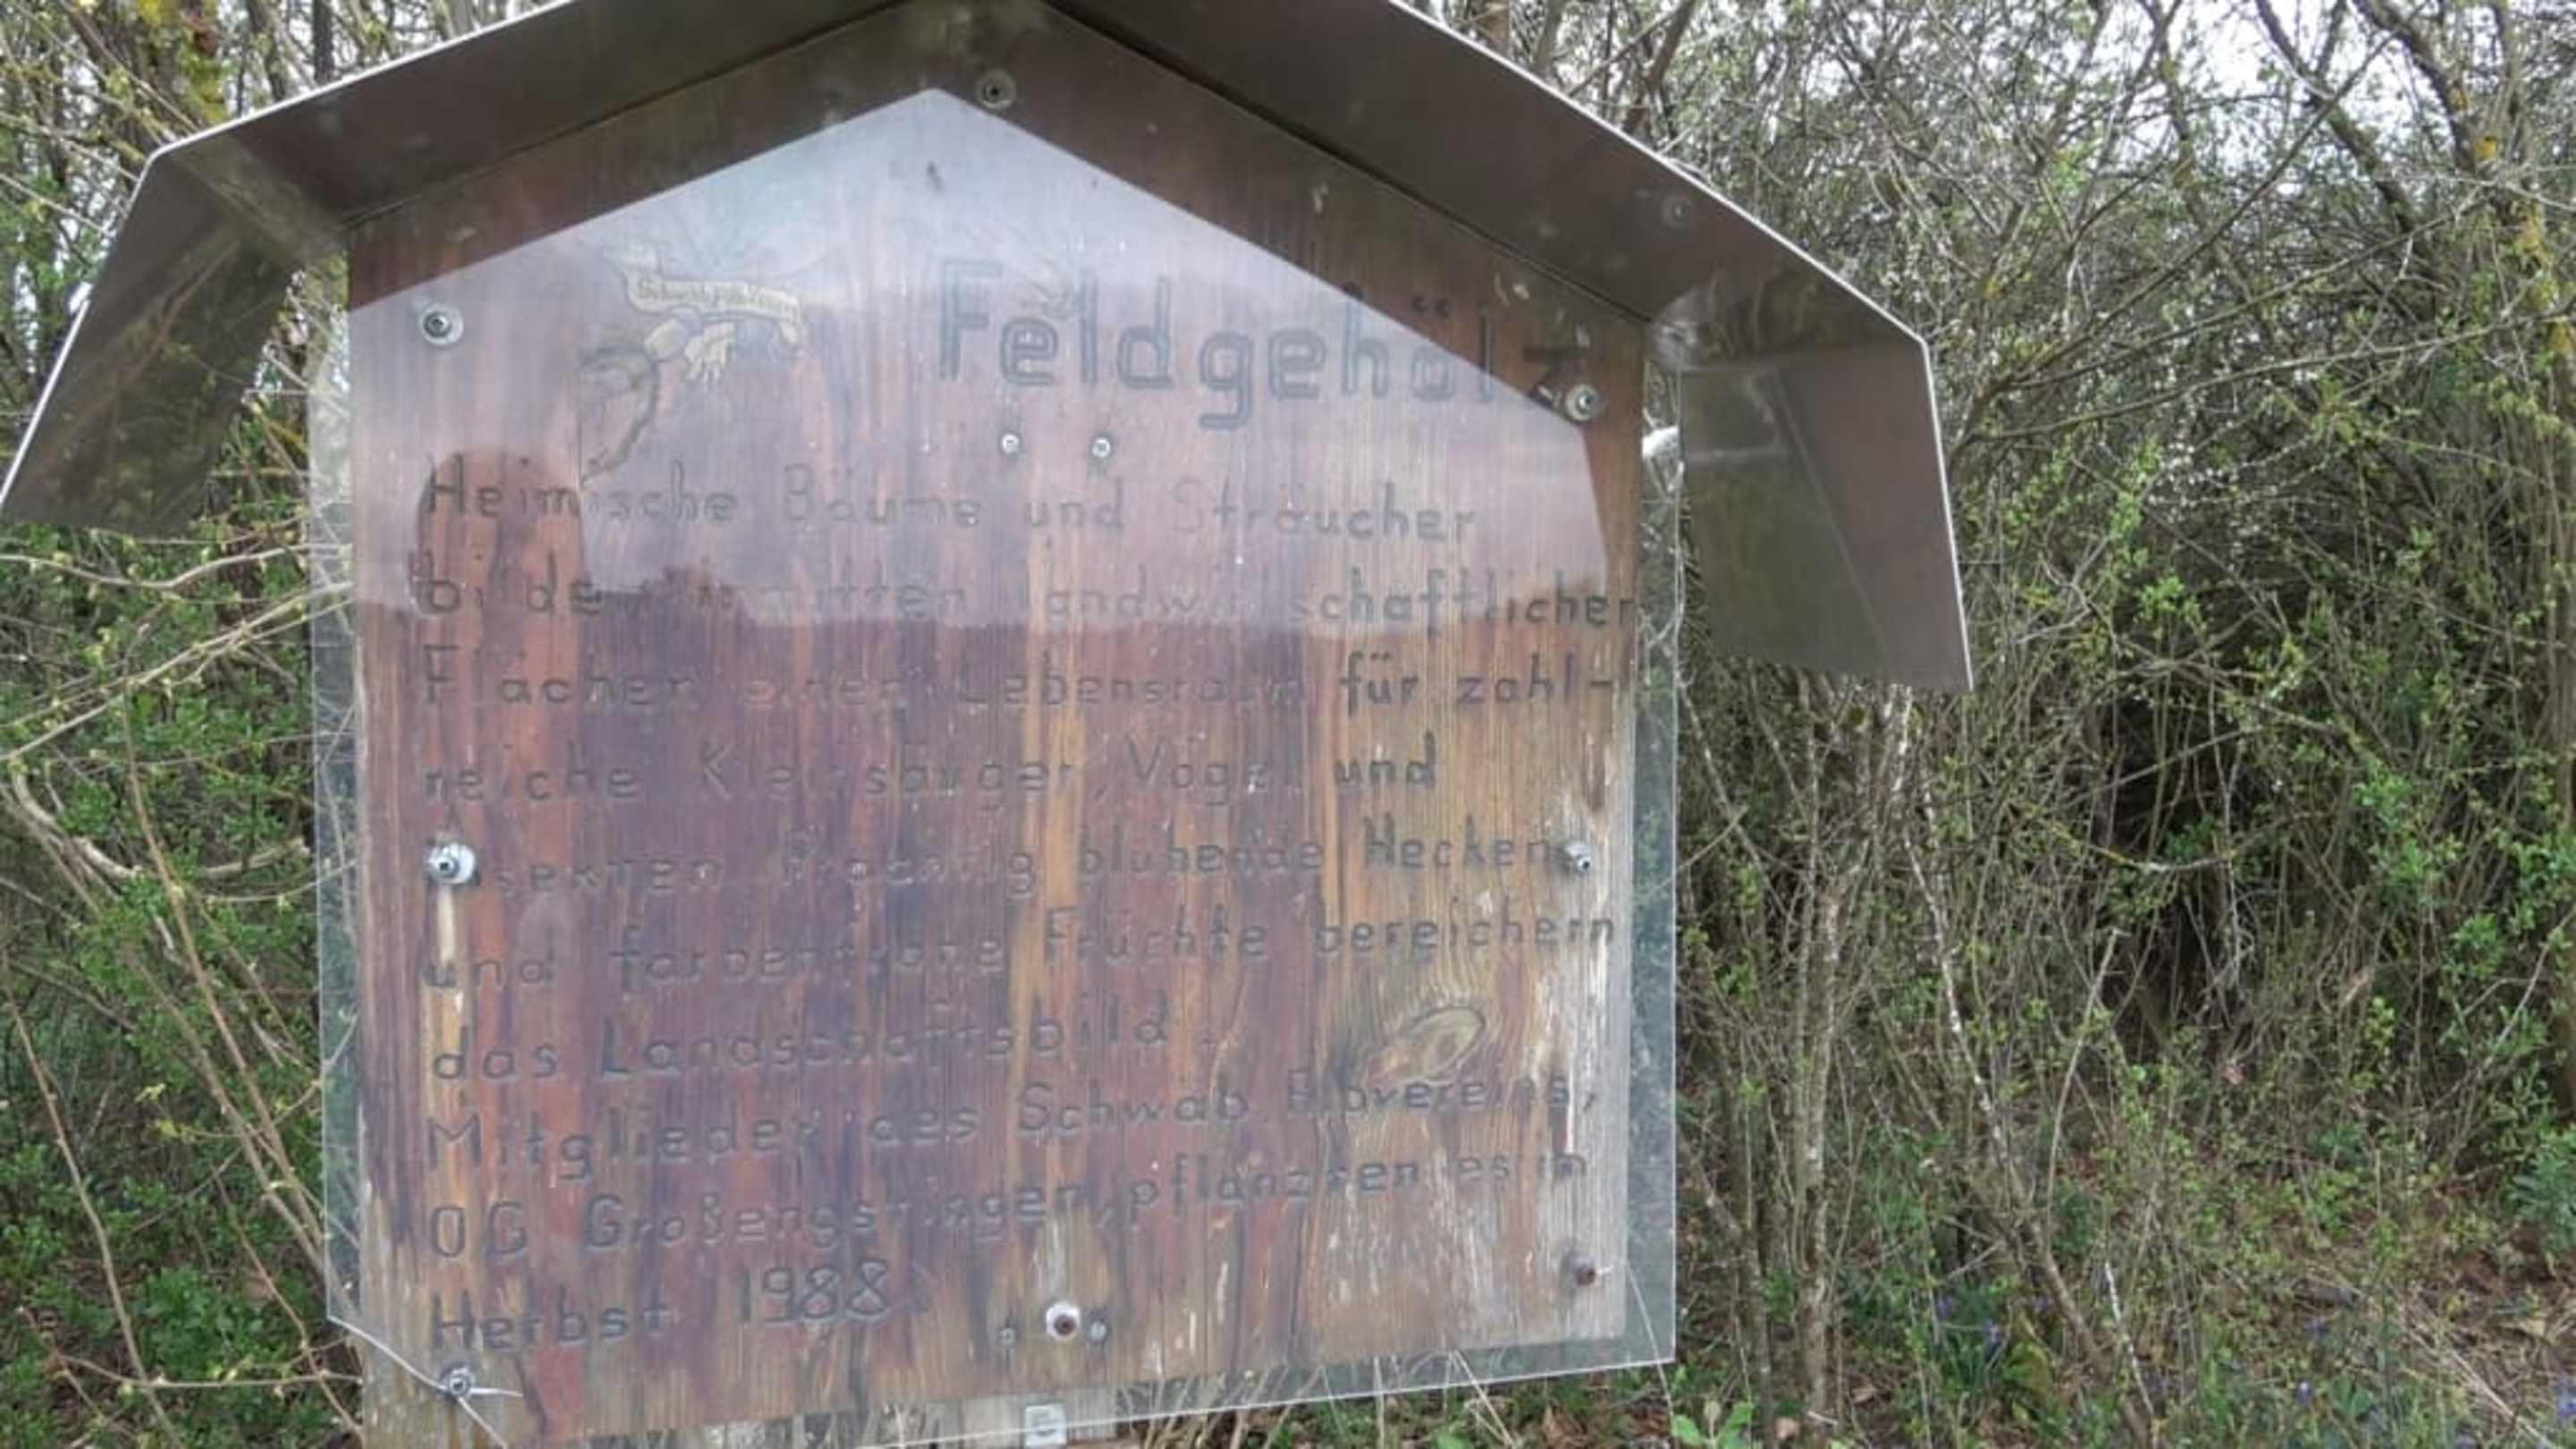 Feldgehölz
Heimische Bäume und Sträucher
bilden inmitten landwirtschaftlicher
Flächen einen Lebensraum für zahl-
reiche Kleinsäuger, Vögel und
Insekten. Prächtig blühende Hecken
und farbenfrohe Früchte bereichern
das Landschaftsbild.
Mitglieder des Schwäb. Albvereins,
OG Großengstingen, pflanzten es im
Herbst 1988